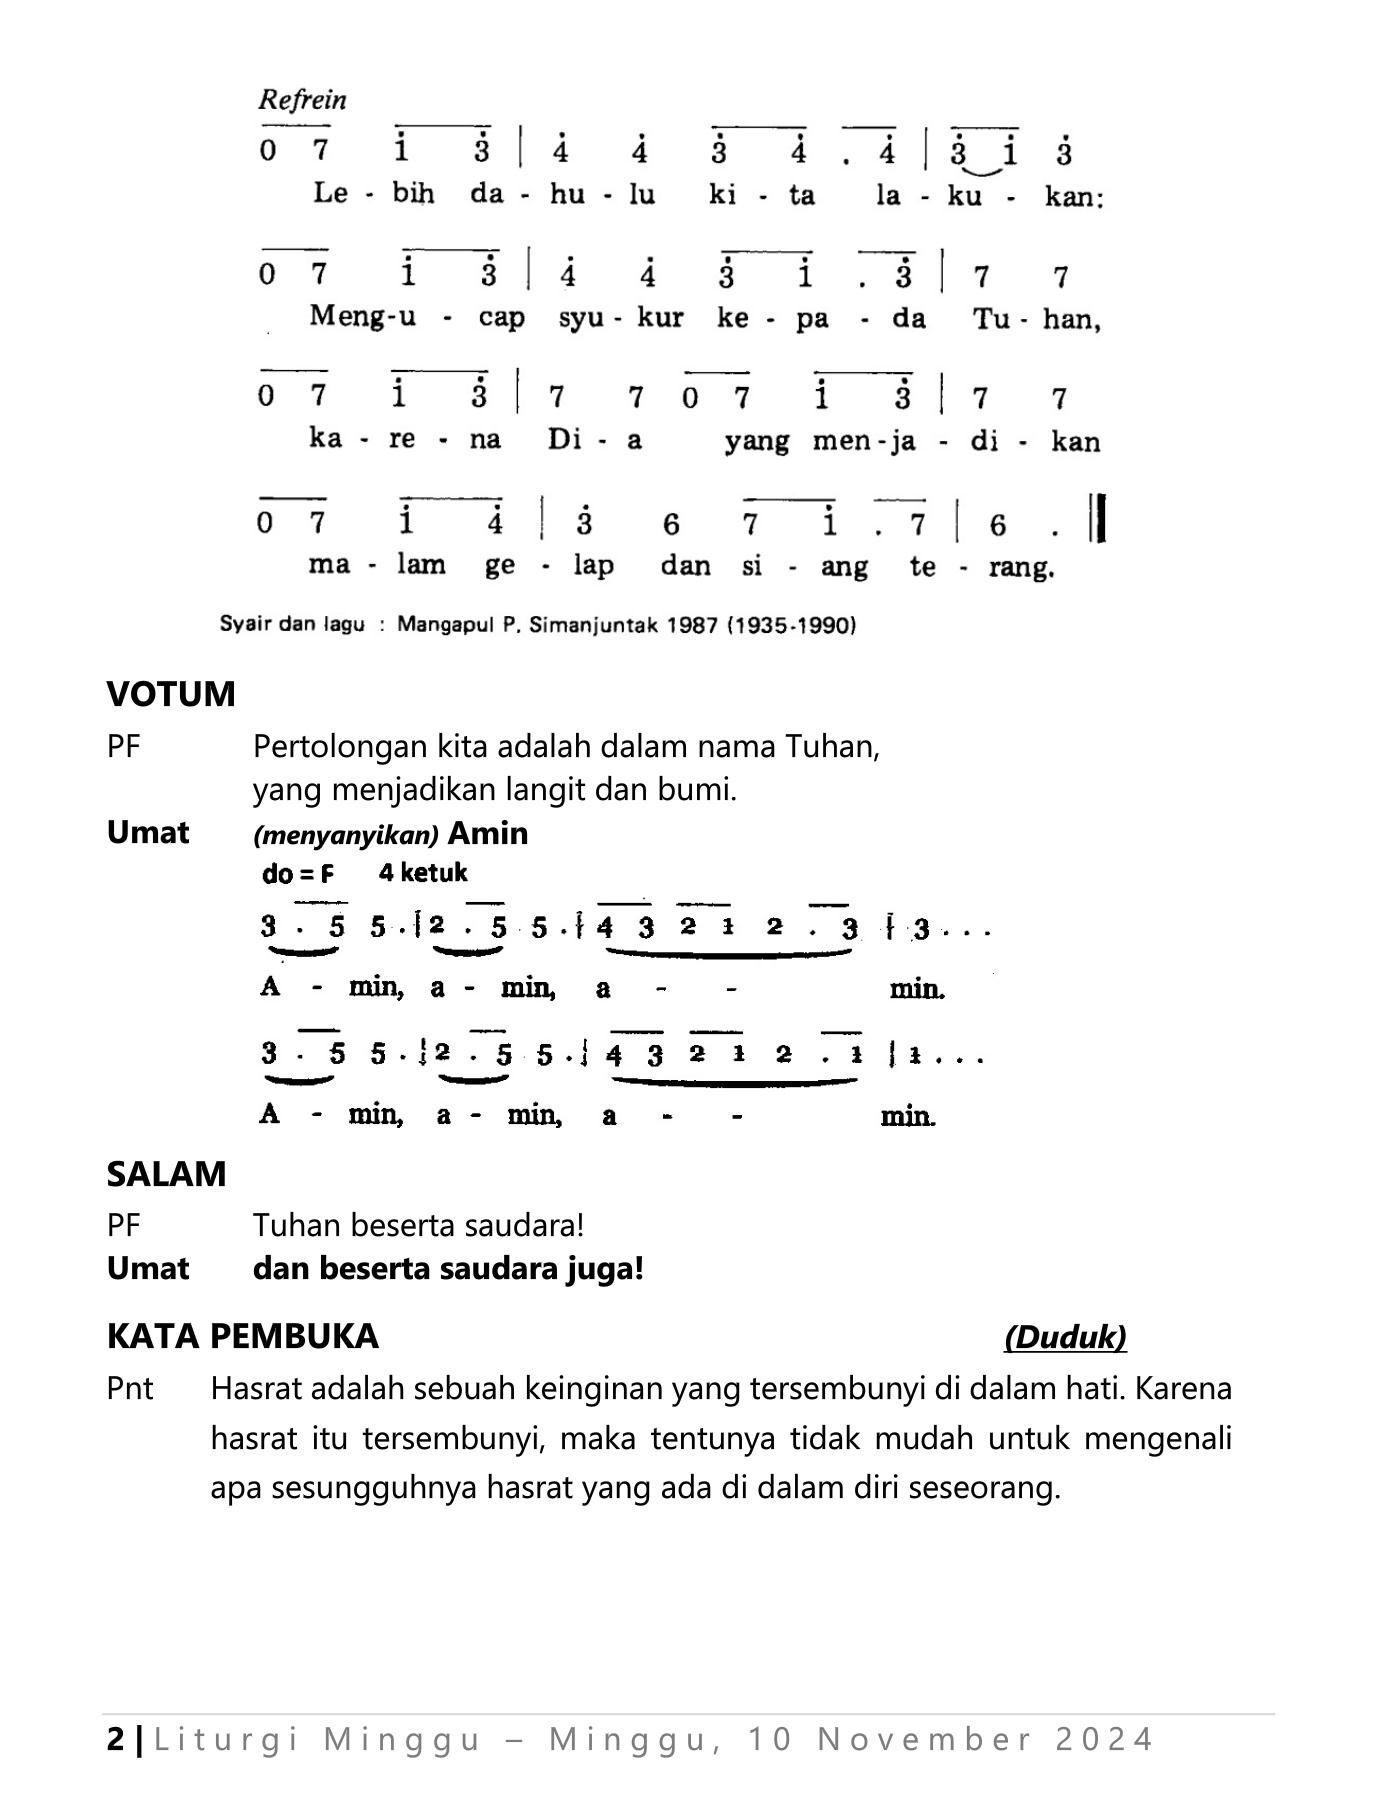 Refrein
0 7 i̇ 3̇ | 4̇ 4̇ 3̇ 4̇ . 4̇ | 3̇ i̇ 3̇
Le - bih da - hu - lu ki - ta la - ku - kan:
0 7 i̇ 3̇ | 4̇ 4̇ 3̇ i̇ . 3̇ | 7 7
Meng-u - cap syu - kur ke - pa - da Tu - han,
0 7 i̇ 3̇ | 7 7 0 7 i̇ 3̇ | 7 7
ka - re - na Di - a yang men - ja - di - kan
0 7 i̇ 4̇ | 3̇ 6 7 i̇ . 7 | 6 . ||
ma - lam ge - lap dan si - ang te - rang.
Syair dan lagu : Mangapul P. Simanjuntak 1987 (1935-1990)
VOTUM
PF Pertolongan kita adalah dalam nama Tuhan,
yang menjadikan langit dan bumi.
Umat (menyanyikan) Amin
do = F 4 ketuk
3 . 5 5 . | 2 . 5 5 . | 4 3 2 1 2 . 3 | 3 . . .
A - min, a - min, a - - min.
3 . 5 5 . | 2 . 5 5 . | 4 3 2 1 2 . 1 | 1 . . .
A - min, a - min, a - - min.
SALAM
PF Tuhan beserta saudara!
Umat dan beserta saudara juga!
KATA PEMBUKA (Duduk)
Pnt Hasrat adalah sebuah keinginan yang tersembunyi di dalam hati. Karena
hasrat itu tersembunyi, maka tentunya tidak mudah untuk mengenali
apa sesungguhnya hasrat yang ada di dalam diri seseorang.
2 | Liturgi Minggu – Minggu, 10 November 2024